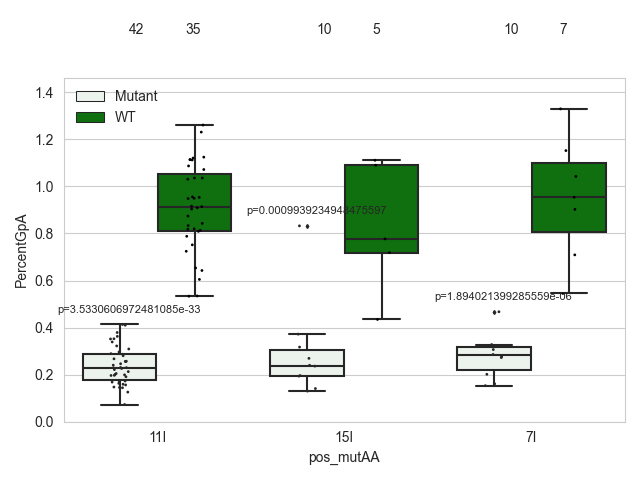 42 35 10 5 10 7
1.4
Mutant
WT
1.2
1.0
p=0.0009939234948475597
0.8
PercentGpA
0.6
p=1.8940213992855598e-06
p=3.5330606972481085e-33
0.4
0.2
0.0
11I 15I 7I
pos_mutAA